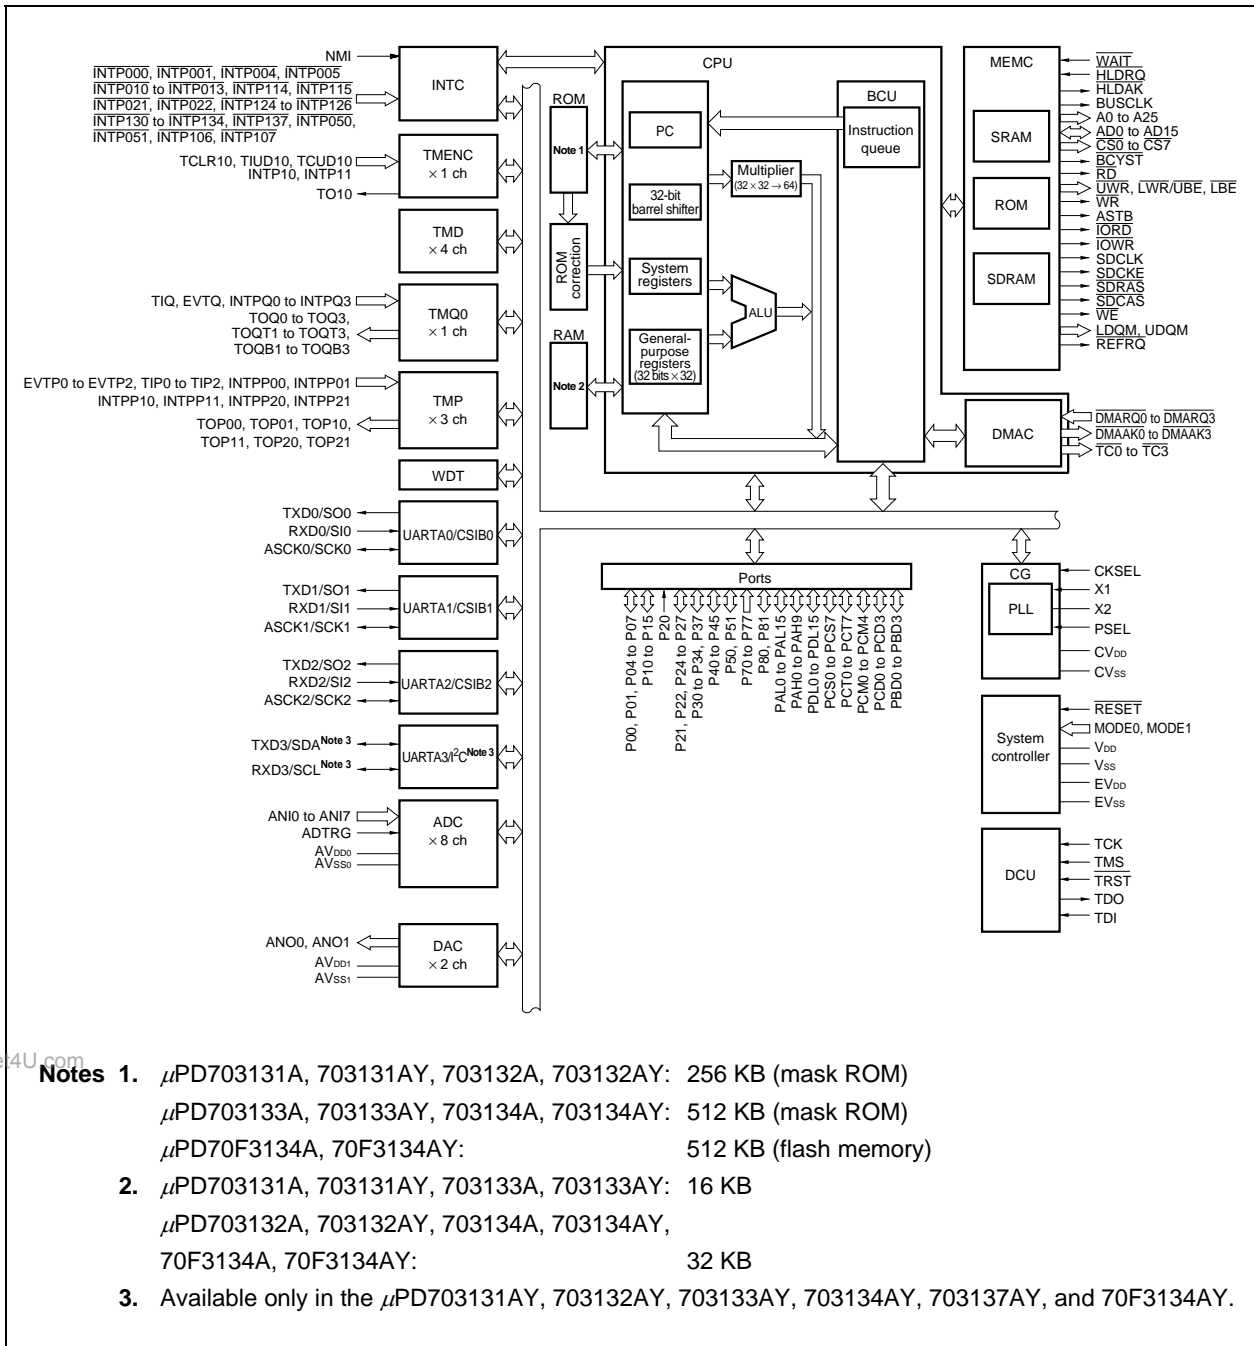 NMI
INTP000, INTP001, INTP004, INTP005
INTP010 to INTP013, INTP114, INTP115
INTP021, INTP022, INTP124 to INTP126
INTP130 to INTP134, INTP137, INTP050,
INTP051, INTP106, INTP107
INTC
TCLR10, TIUD10, TCUD10
INTP10, INTP11
TO10
TMENC
× 1 ch
TMD
× 4 ch
TIQ, EVTQ, INTPQ0 to INTPQ3
TOQ0 to TOQ3,
TOQT1 to TOQT3,
TOQB1 to TOQB3
TMQ0
× 1 ch
EVTP0 to EVTP2, TIP0 to TIP2, INTPP00, INTPP01
INTPP10, INTPP11, INTPP20, INTPP21
TOP00, TOP01, TOP10,
TOP11, TOP20, TOP21
TMP
× 3 ch
WDT
TXD0/SO0
RXD0/SI0
ASCK0/SCK0
UARTA0/CSIB0
TXD1/SO1
RXD1/SI1
ASCK1/SCK1
UARTA1/CSIB1
TXD2/SO2
RXD2/SI2
ASCK2/SCK2
UARTA2/CSIB2
TXD3/SDA Note 3
RXD3/SCL Note 3
UARTA3/I2C Note 3
ANI0 to ANI7
ADTRG
AVDD0
AVSS0
ADC
× 8 ch
ANO0, ANO1
AVDD1
AVSS1
DAC
× 2 ch
ROM
Note 1
ROM
correction
RAM
Note 2
CPU
PC
32-bit
barrel shifter
System
registers
General-
purpose
registers
(32 bits × 32)
Multiplier
(32 × 32 → 64)
ALU
BCU
Instruction
queue
MEMC
SRAM
ROM
SDRAM
WAIT
HLDRQ
HLDAK
BUSCLK
A0 to A25
AD0 to AD15
CS0 to CS7
BCYST
RD
UWR, LWR/UBE, LBE
WR
ASTB
IORD
IOWR
SDCLK
SDCKE
SDRAS
SDCAS
WE
LDQM, UDQM
REFRQ
DMAC
DMARQ0 to DMARQ3
DMAAK0 to DMAAK3
TC0 to TC3
Ports
P00, P01, P04 to P07
P10 to P15
P20
P21, P22, P24 to P27
P30 to P34, P37
P40 to P45
P50, P51
P70 to P77
P80, P81
PAL0 to PAL15
PAH0 to PAH9
PDL0 to PDL15
PCS0 to PCS7
PCT0 to PCT7
PCM0 to PCM4
PCD0 to PCD3
PBD0 to PBD3
CG
PLL
CKSEL
X1
X2
PSEL
CVDD
CVSS
System
controller
RESET
MODE0, MODE1
VDD
VSS
EVDD
EVSS
DCU
TCK
TMS
TRST
TDO
TDI
et4U.com
Notes 1. μPD703131A, 703131AY, 703132A, 703132AY: 256 KB (mask ROM)
μPD703133A, 703133AY, 703134A, 703134AY: 512 KB (mask ROM)
μPD70F3134A, 70F3134AY: 512 KB (flash memory)
2. μPD703131A, 703131AY, 703133A, 703133AY: 16 KB
μPD703132A, 703132AY, 703134A, 703134AY,
70F3134A, 70F3134AY: 32 KB
3. Available only in the μPD703131AY, 703132AY, 703133AY, 703134AY, 703137AY, and 70F3134AY.